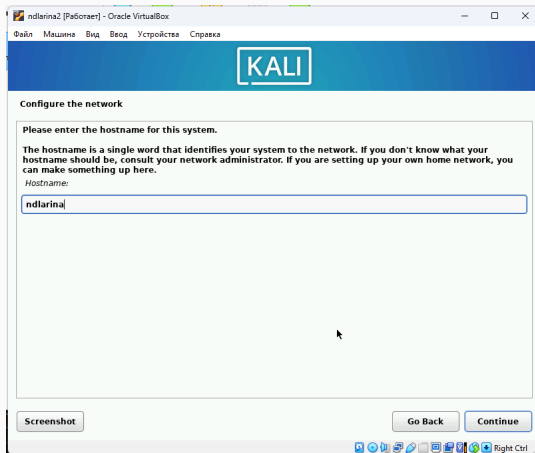 ndlarina2 [Работает] - Oracle VirtualBox
Файл Машина Вид Ввод Устройства Справка
KALI
Configure the network
Please enter the hostname for this system.
The hostname is a single word that identifies your system to the network. If you don't know what your
hostname should be, consult your network administrator. If you are setting up your own home network, you
can make something up here.
Hostname:
ndlarina
Screenshot
Go Back Continue
Right Ctrl